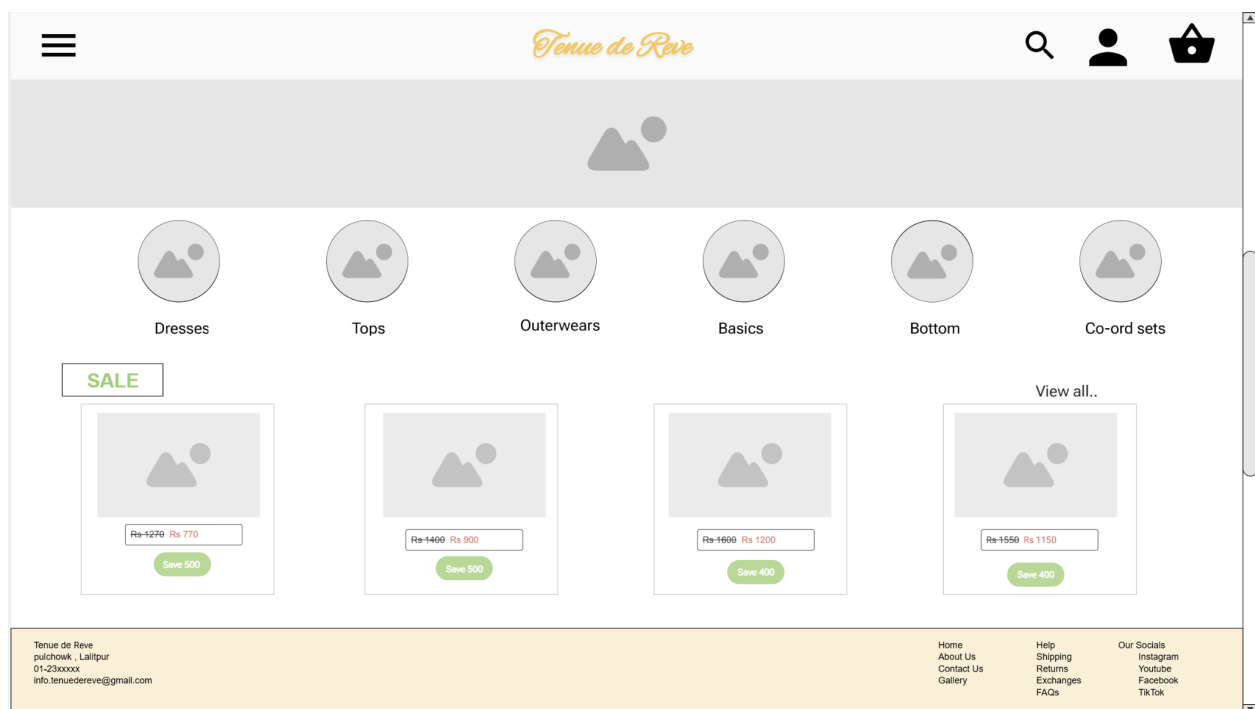 Tenue de Reve
Dresses Tops Outerwears Basics Bottom Co-ord sets
SALE
View all..
Rs 1270 Rs 770
Save 500
Rs 1400 Rs 900
Save 500
Rs 1600 Rs 1200
Save 400
Rs 1550 Rs 1150
Save 400
Tenue de Reve
pulchowk , Lalitpur
01-23xxxxx
info.tenuedereve@gmail.com
Home
About Us
Contact Us
Gallery
Help
Shipping
Returns
Exchanges
FAQs
Our Socials
Instagram
Youtube
Facebook
TikTok